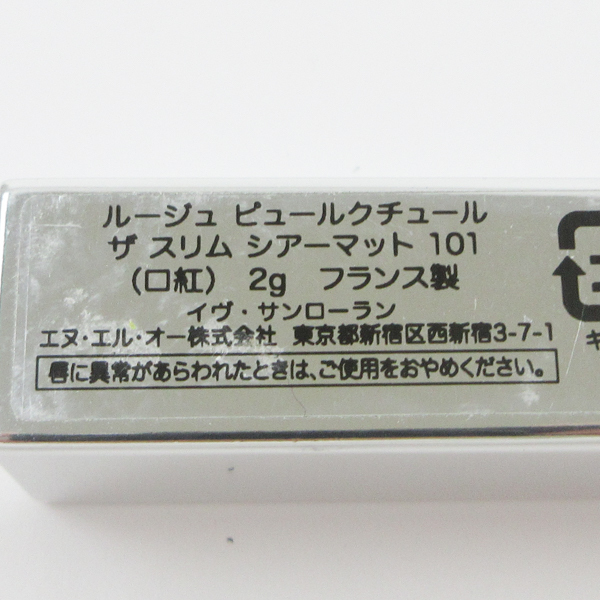 ルージュ ピュールクチュール
ザ スリム シアーマット 101
(口紅) 2g フランス製
イヴ・サンローラン
エヌ・エル・オー株式会社 東京都新宿区西新宿3-7-1
唇に異常があらわれたときは、ご使用をおやめください。
キ